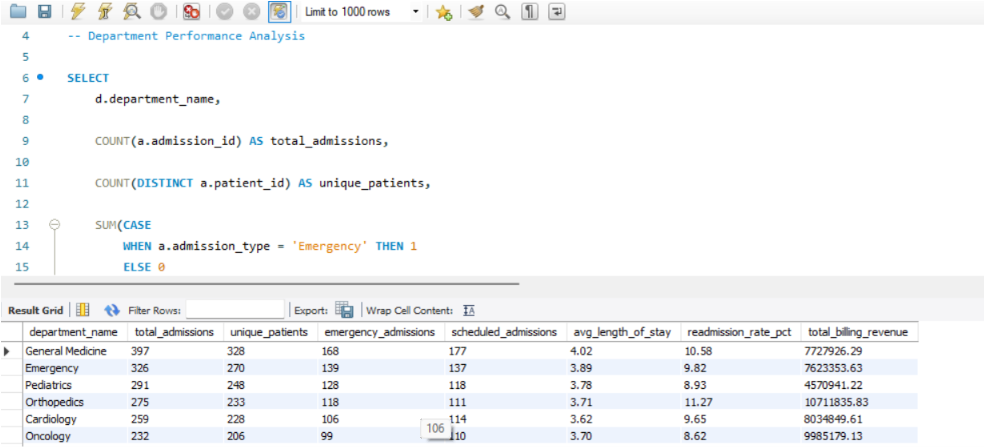 Limit to 1000 rows
4 -- Department Performance Analysis
5
6 SELECT
7 d.department_name,
8
9 COUNT(a.admission_id) AS total_admissions,
10
11 COUNT(DISTINCT a.patient_id) AS unique_patients,
12
13 SUM(CASE
14 WHEN a.admission_type = 'Emergency' THEN 1
15 ELSE 0
Result Grid Filter Rows: Export: Wrap Cell Content:
department_name total_admissions unique_patients emergency_admissions scheduled_admissions avg_length_of_stay readmission_rate_pct total_billing_revenue
General Medicine 397 328 168 177 4.02 10.58 7727926.29
Emergency 326 270 139 137 3.89 9.82 7623353.63
Pediatrics 291 248 128 118 3.78 8.93 4570941.22
Orthopedics 275 233 118 111 3.71 11.27 10711835.83
Cardiology 259 228 106 114 3.62 9.65 8034849.61
Oncology 232 206 99 106 3.70 8.62 9985179.13